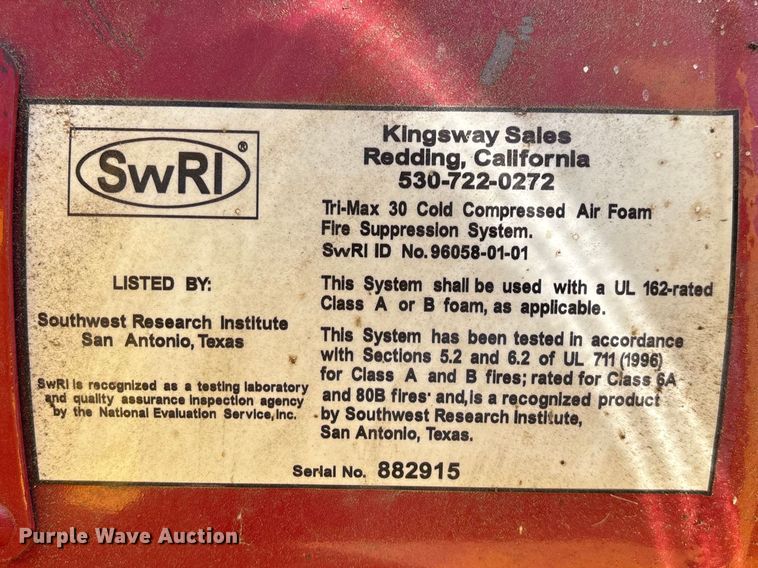 SwRI®
Kingsway Sales
Redding, California
530-722-0272
Tri-Max 30 Cold Compressed Air Foam
Fire Suppression System.
SwRI ID No. 96058-01-01
LISTED BY:
Southwest Research Institute
San Antonio, Texas
SwRI is recognized as a testing laboratory
and quality assurance inspection agency
by the National Evaluation Service, Inc.
This System shall be used with a UL 162-rated
Class A or B foam, as applicable.
This System has been tested in accordance
with Sections 5.2 and 6.2 of UL 711 (1996)
for Class A and B fires; rated for Class 6A
and 80B fires and, is a recognized product
by Southwest Research Institute,
San Antonio, Texas.
Serial No. 882915
Purple Wave Auction